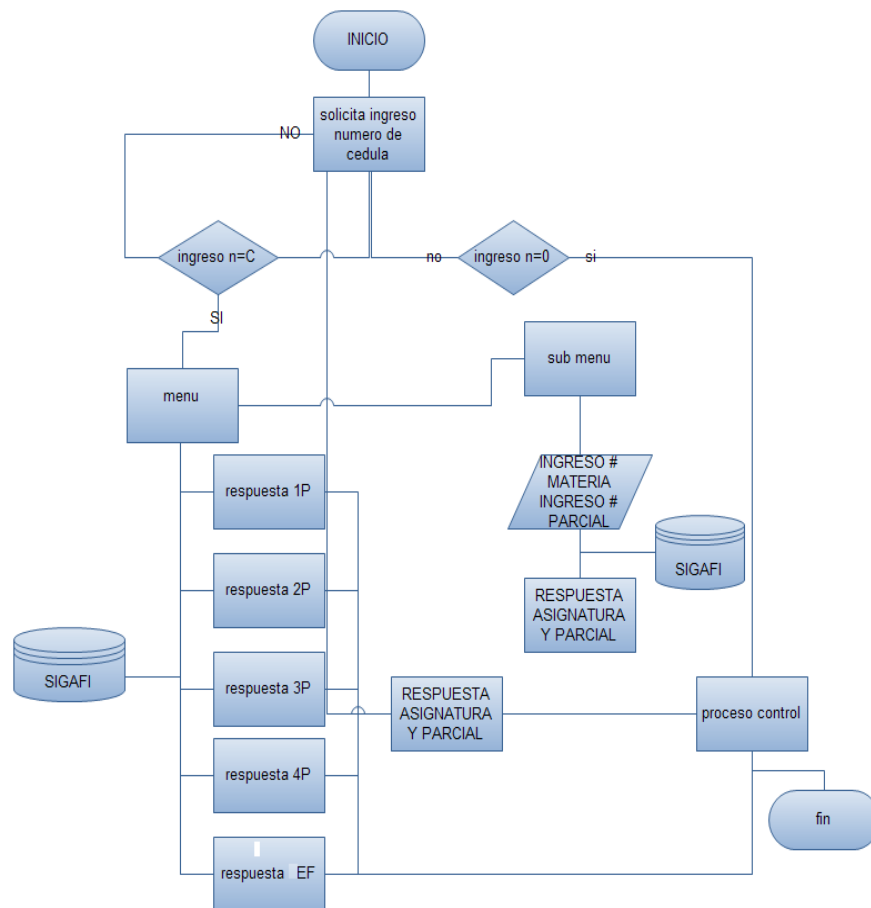 INICIO
solicita ingreso
numero de
cedula
NO
ingreso n=C
no
ingreso n=0
si
SI
sub menu
menu
INGRESO #
MATERIA
INGRESO #
PARCIAL
respuesta 1P
SIGAFI
respuesta 2P
RESPUESTA
ASIGNATURA
Y PARCIAL
SIGAFI
respuesta 3P
RESPUESTA
ASIGNATURA
Y PARCIAL
proceso control
respuesta 4P
fin
respuesta EF